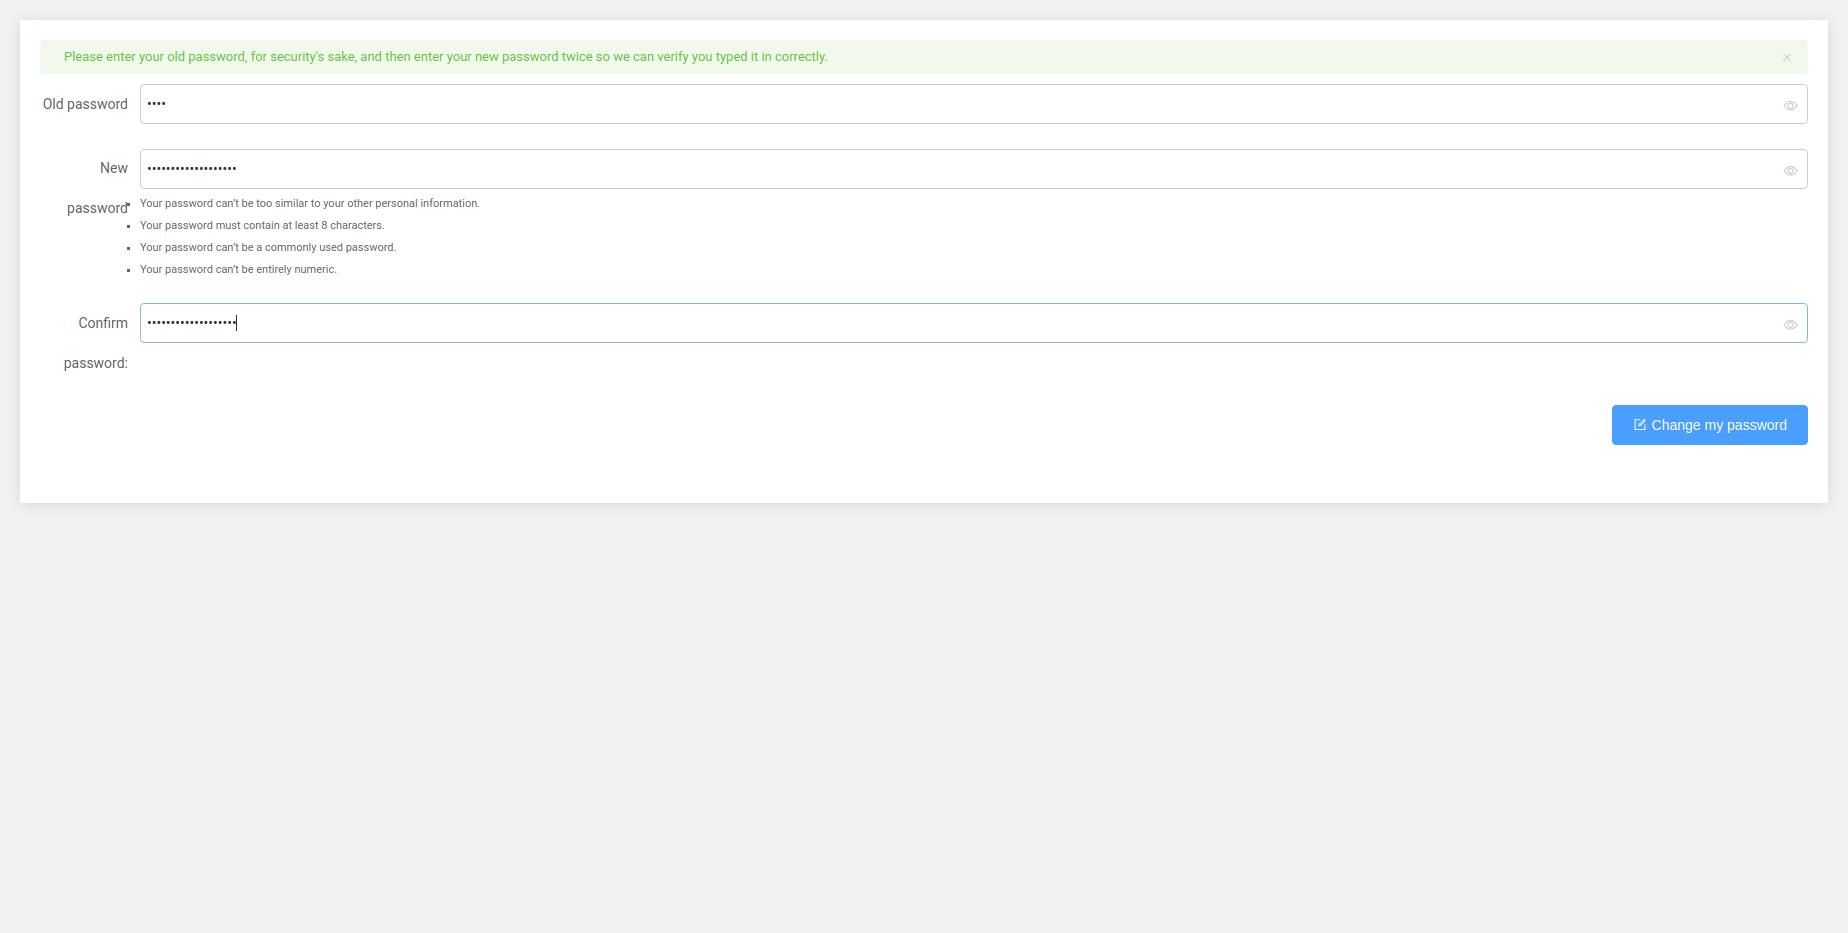 Please enter your old password, for security's sake, and then enter your new password twice so we can verify you typed it in correctly.
Old password
••••
New
•••••••••••••••••••
password
Your password can't be too similar to your other personal information.
Your password must contain at least 8 characters.
Your password can't be a commonly used password.
Your password can't be entirely numeric.
Confirm
•••••••••••••••••••
password:
Change my password